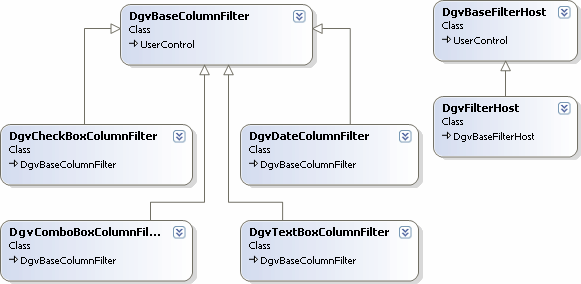 DgvBaseColumnFilter
Class
UserControl
DgvBaseFilterHost
Class
UserControl
DgvCheckBoxColumnFilter
Class
DgvBaseColumnFilter
DgvDateColumnFilter
Class
DgvBaseColumnFilter
DgvFilterHost
Class
DgvBaseFilterHost
DgvComboBoxColumnFil...
Class
DgvBaseColumnFilter
DgvTextBoxColumnFilter
Class
DgvBaseColumnFilter